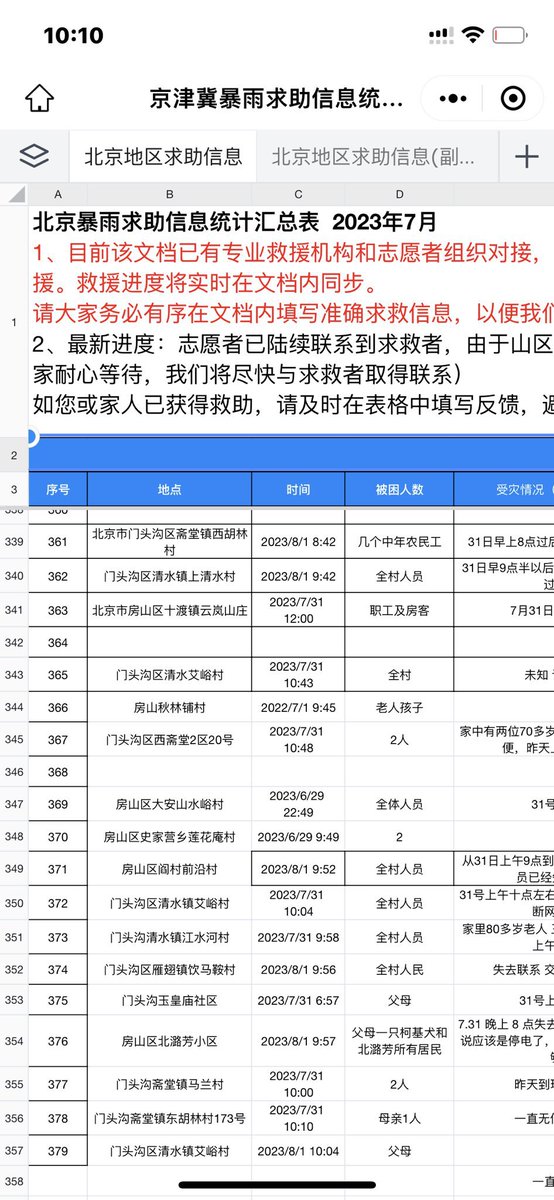 10:10
京津冀暴雨求助信息统...
北京地区求助信息
北京地区求助信息(副...
A B C D
1
北京暴雨求助信息统计汇总表 2023年7月
1、目前该文档已有专业救援机构和志愿者组织对接，
援。救援进度将实时在文档内同步。
请大家务必有序在文档内填写准确求救信息，以便我们
2、最新进度：志愿者已陆续联系到求救者，由于山区
家耐心等待，我们将尽快与求救者取得联系）
如您或家人已获得救助，请及时在表格中填写反馈，
2
3 序号 地点 时间 被困人数 受灾情况（
338 360
339 361 北京市门头沟区斋堂镇西胡林
村 2023/8/1 8:42 几个中年农民工 31日早上8点过后
340 362 门头沟区清水镇上清水村 2023/8/1 9:42 全村人员 31日早9点半以后
过
341 363 北京市房山区十渡镇云岚山庄 2023/7/31
12:00 职工及房客 7月31日
342 364
343 365 门头沟区清水艾峪村 2023/7/31
10:43 全村 未知
344 366 房山秋林铺村 2022/7/1 9:45 老人孩子
345 367 门头沟区西斋堂2区20号 2023/7/31
10:48 2人 家中有两位70多岁
便，昨天上
346 368
347 369 房山区大安山水峪村 2023/6/29
22:49 全体人员 31号
348 370 房山区史家营乡莲花庵村 2023/6/29 9:49 2
349 371 房山区阎村前沿村 2023/8/1 9:52 全村人员 从31日上午9点到
员已经
350 372 门头沟区清水镇艾峪村 2023/7/31
10:04 全村人员 31号上午十点左右
断网
351 373 门头沟清水镇江水河村 2023/7/31 9:58 全村人员 家里80多岁老人
上午
352 374 门头沟区雁翅镇饮马鞍村 2023/8/1 9:56 全村人民 失去联系 交
353 375 门头沟玉皇庙社区 2023/7/31 6:57 父母 31号上
354 376 房山区北潞芳小区 2023/8/1 9:57 父母一只柯基犬和
北潞芳所有居民 7.31 晚上 8 点失去
说应该是停电了，
355 377 门头沟斋堂镇马兰村 2023/7/31
10:00 2人 昨天到
356 378 门头沟斋堂镇东胡林村173号 2023/7/31
10:10 母亲1人 一直无
357 379 门头沟区清水镇艾峪村 2023/8/1 10:04 父母
358 一直